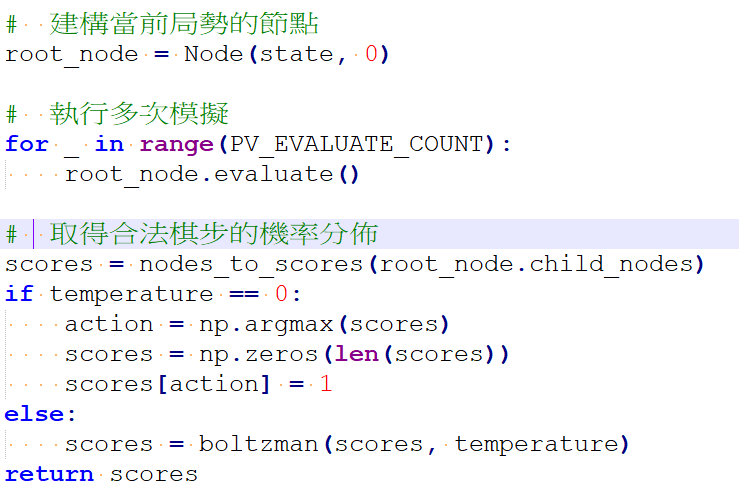 # 建構當前局勢的節點
root_node = Node(state, 0)
# 執行多次模擬
for _ in range(PV_EVALUATE_COUNT):
    root_node.evaluate()
# 取得合法棋步的機率分佈
scores = nodes_to_scores(root_node.child_nodes)
if temperature == 0:
    action = np.argmax(scores)
    scores = np.zeros(len(scores))
    scores[action] = 1
else:
    scores = boltzman(scores, temperature)
return scores